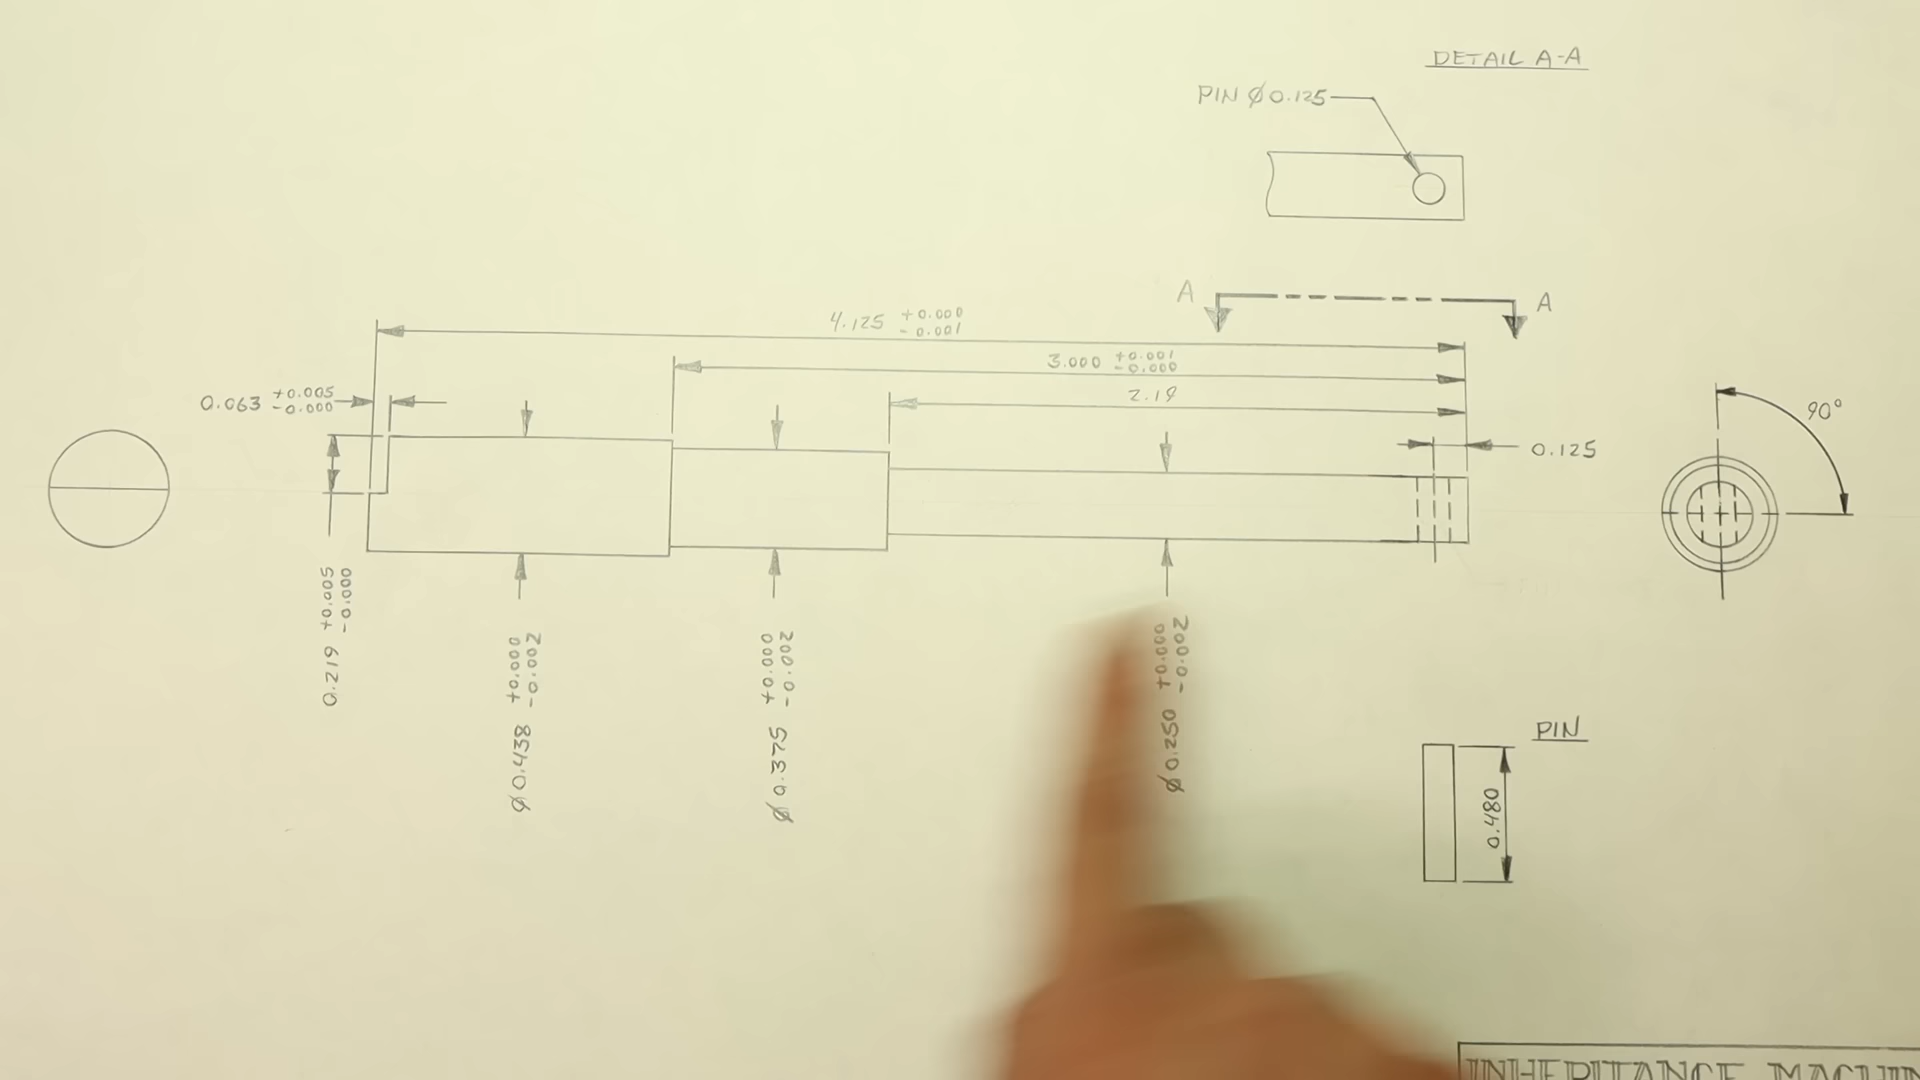 DETAIL A-A
PIN Ø0.125
A
A
4.125 +0.000 -0.001
3.000 +0.001 -0.000
2.19
0.063 +0.005 -0.000
90°
0.125
0.219 +0.005 -0.000
Ø0.438 +0.000 -0.002
Ø0.375 +0.000 -0.002
Ø0.250 +0.000 -0.002
PIN
0.480
INHERITANCE